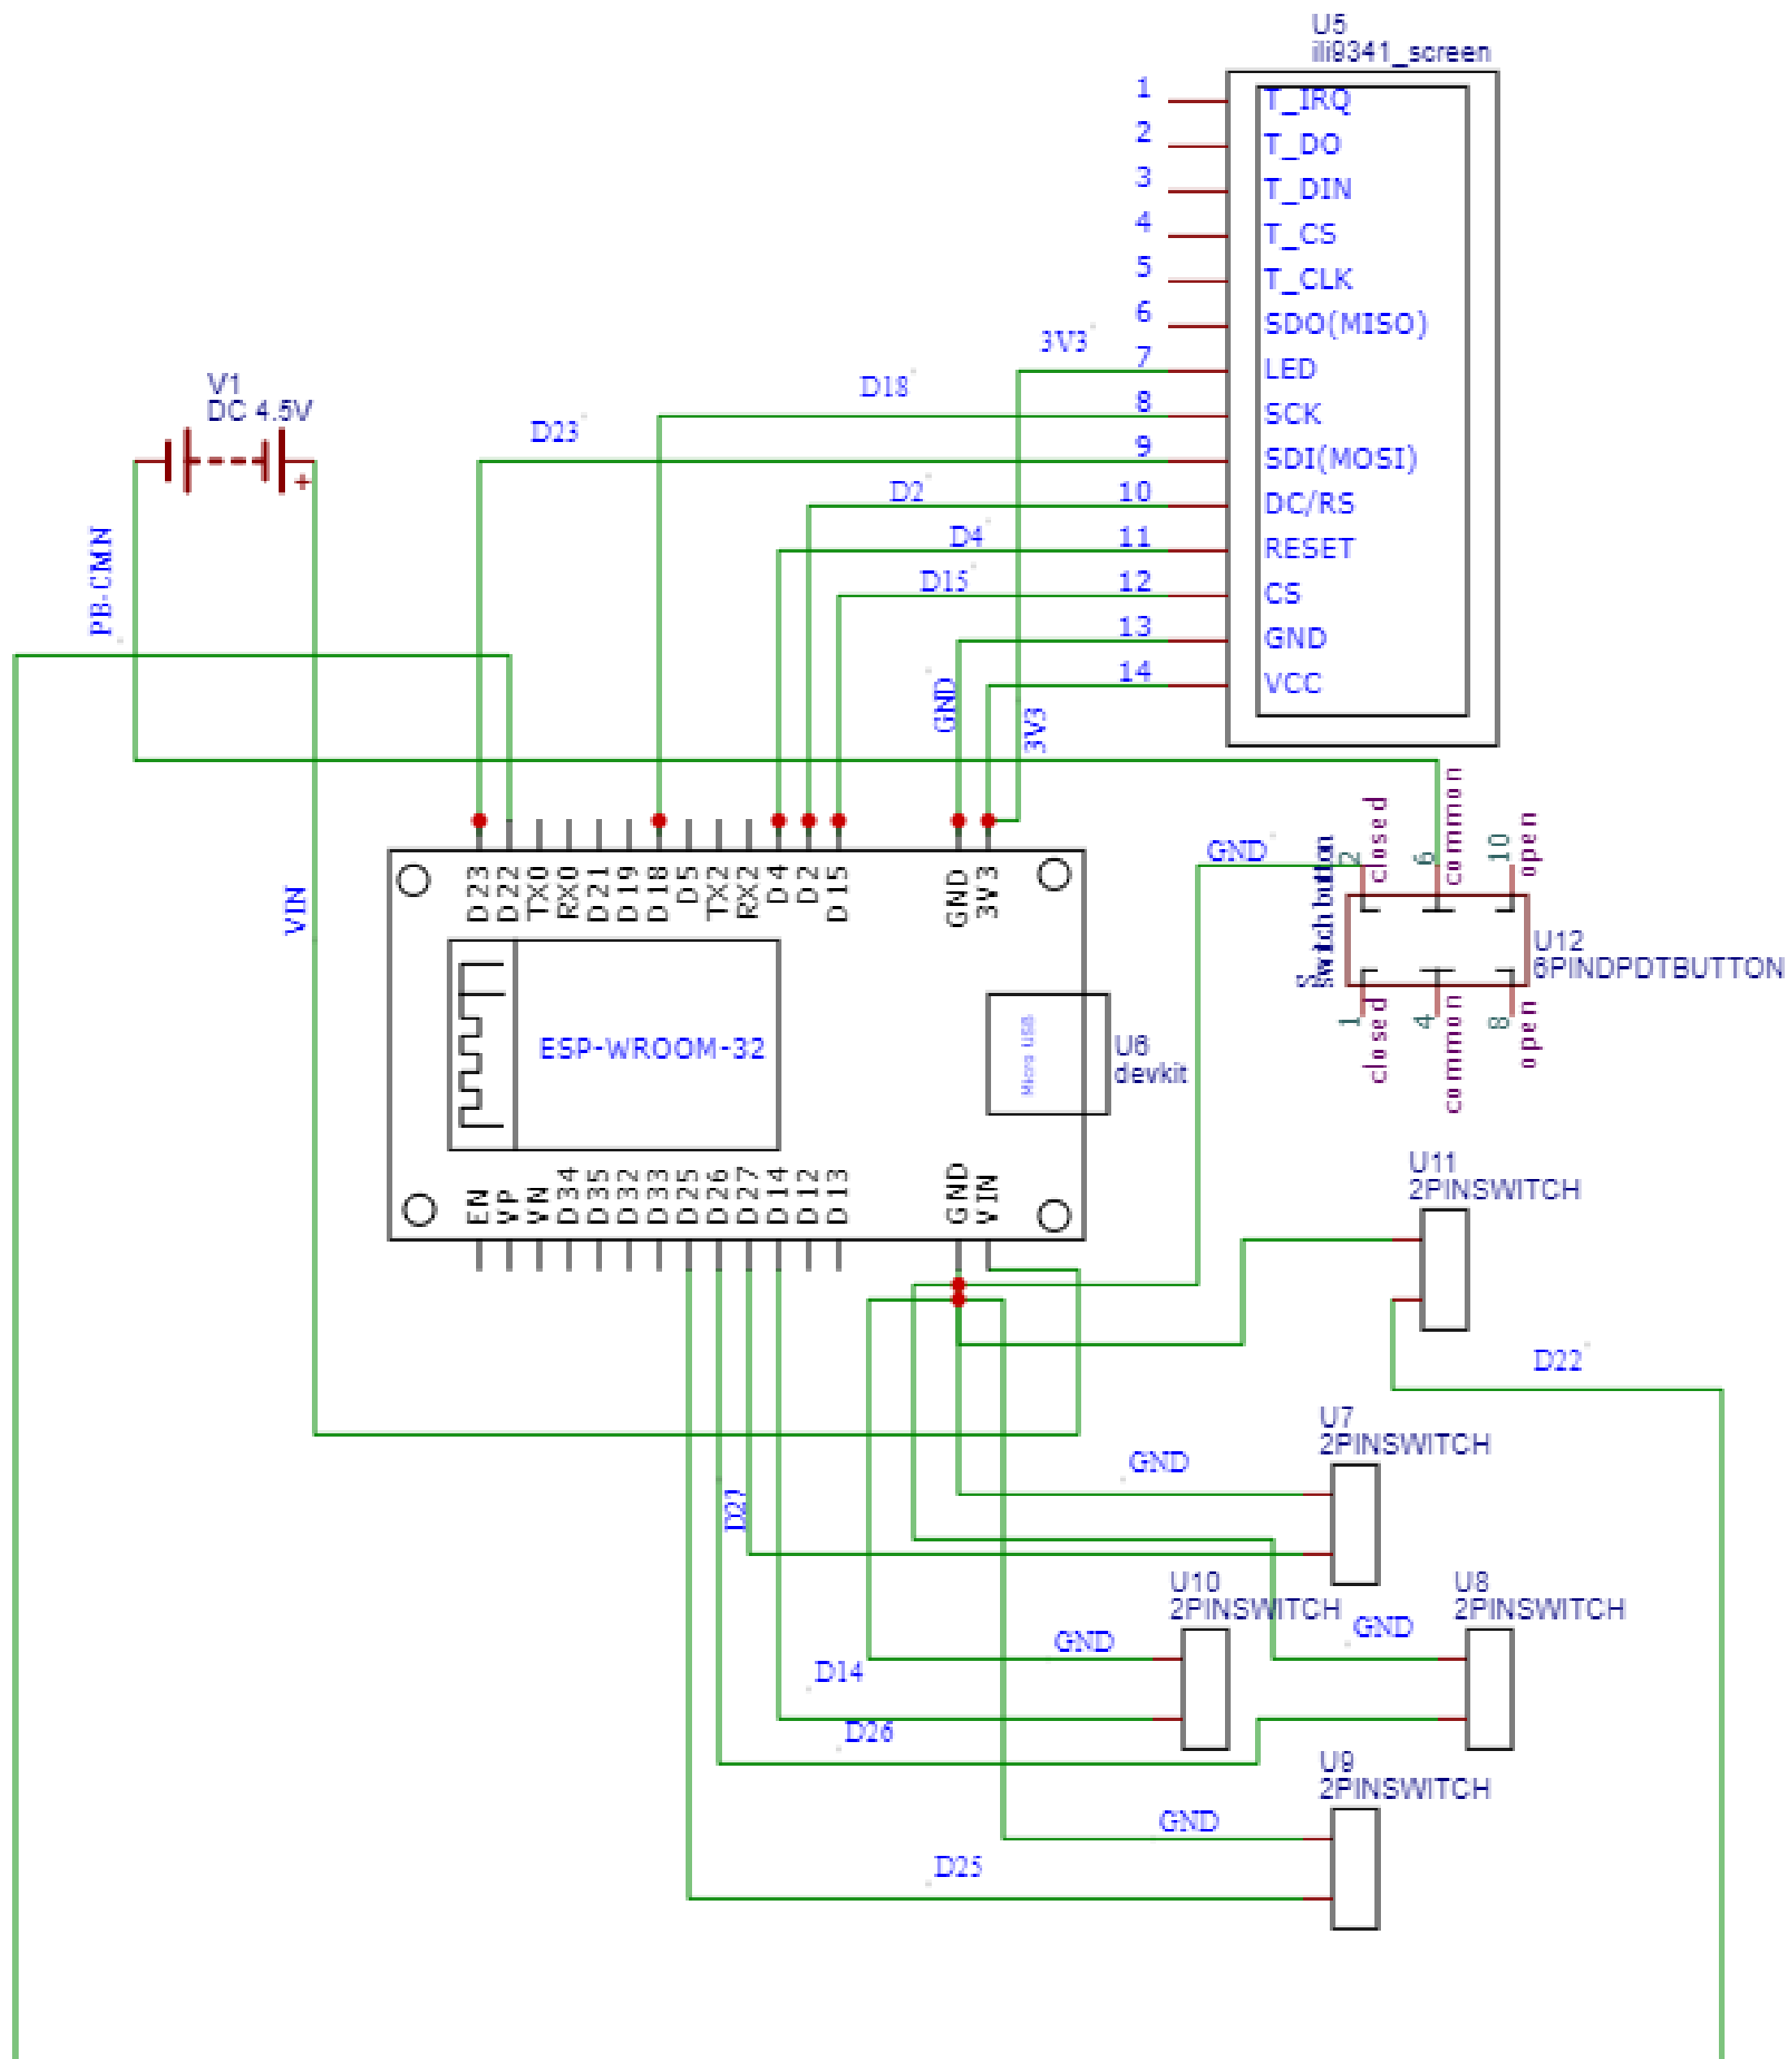 U5
ili9341_screen
1 T_IRQ
2 T_DO
3 T_DIN
4 T_CS
5 T_CLK
6 SDO(MISO)
3V3
7 LED
D18
8 SCK
D23
9 SDI(MOSI)
D2
10 DC/RS
D4
11 RESET
D15
12 CS
13 GND
14 VCC
GND
3V3
V1
DC 4.5V
+
PB-CMN
VIN
D23
D22
TX0
RX0
D21
D19
D18
D5
TX2
RX2
D4
D2
D15
GND
3V3
ESP-WROOM-32
Micro USB
U6
devkit
EN
VP
VN
D34
D35
D32
D33
D25
D26
D27
D14
D12
D13
GND
VIN
GND
Switchbutton
2 closed
6 common
10 open
U12
6PINDPDTBUTTON
1 closed
4 common
8 open
U11
2PINSWITCH
D22
U7
2PINSWITCH
GND
D27
U10
2PINSWITCH
U8
2PINSWITCH
GND
GND
D14
D26
U9
2PINSWITCH
GND
D25